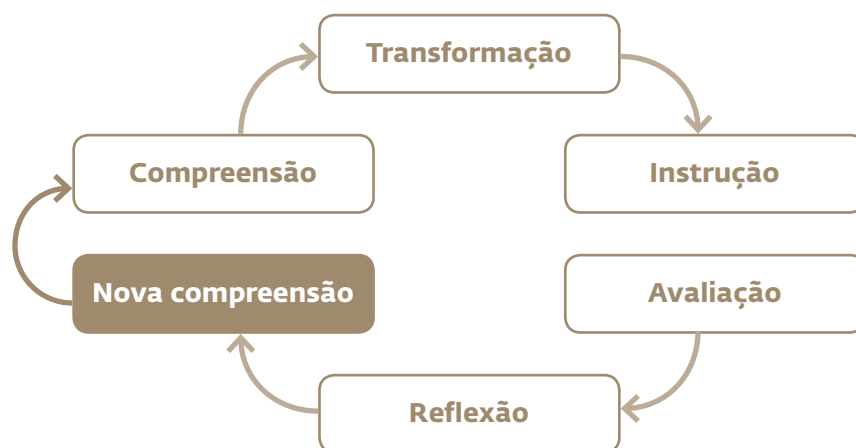 Transformação
Compreensão
Instrução
Nova compreensão
Avaliação
Reflexão